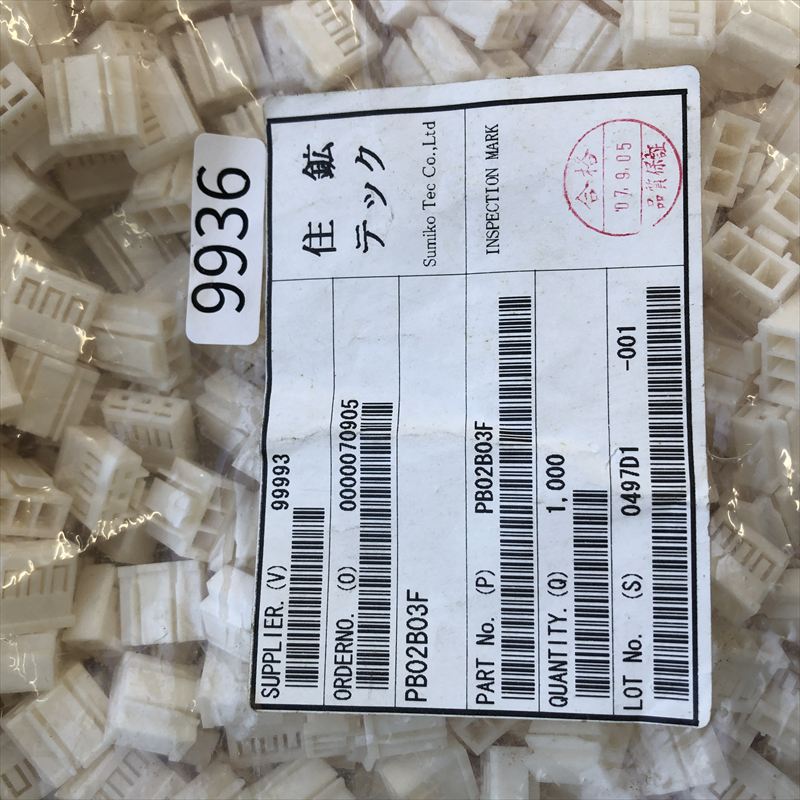 9936
住鉱
テック
Sumiko Tec Co.,Ltd
INSPECTION MARK
合格
'07.9.05
品質保証
SUPPLIER.(V) 99993
ORDERNO. (O) 0000070905
PB02B03F
PART No. (P) PB02B03F
QUANTITY.(Q) 1,000
LOT No. (S) 0497D1 -001